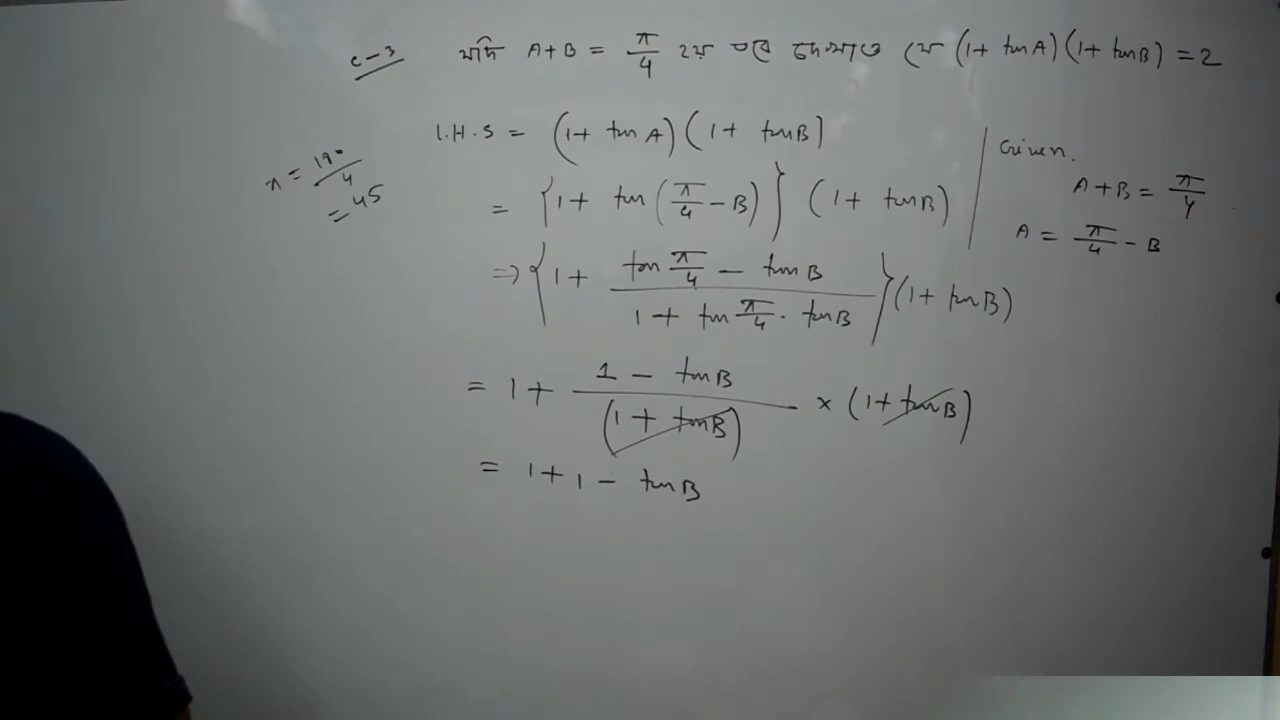 c-3 যদি A+B = π/4 হয় তবে দেখাও যে (1+ tanA)(1+ tanB) = 2
L.H.S = (1+ tanA)(1+ tanB)
= {1+ tan(π/4 - B)} (1+ tanB)
⇒ {1+ (tan π/4 - tanB)/(1+ tan π/4 · tanB)} (1+ tanB)
= 1+ (1 - tanB)/(1+ tanB) × (1+ tanB)
= 1+1 - tanB
π = 180/4
= 45
Given.
A+B = π/4
A = π/4 - B